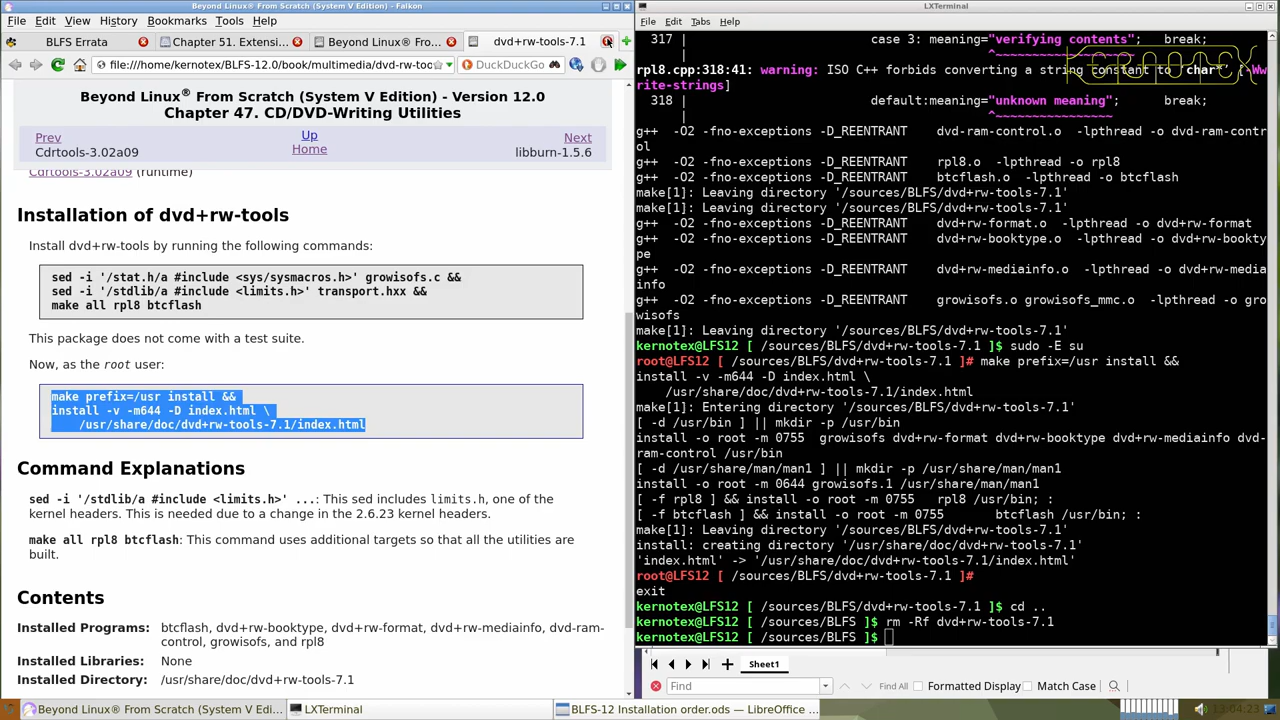 Beyond Linux® From Scratch (System V Edition) - Falkon
File Edit View History Bookmarks Tools Help
BLFS Errata
Chapter 51. Extensi...
Beyond Linux® Fro...
dvd+rw-tools-7.1
file:///home/kernotex/BLFS-12.0/book/multimedia/dvd-rw-too
DuckDuckGo
Beyond Linux® From Scratch (System V Edition) - Version 12.0
Chapter 47. CD/DVD-Writing Utilities
Prev
Up
Next
Cdrtools-3.02a09
Home
libburn-1.5.6
Cdrtools-3.02a09 (runtime)
Installation of dvd+rw-tools
Install dvd+rw-tools by running the following commands:
sed -i '/stat.h/a #include <sys/sysmacros.h>' growisofs.c &&
sed -i '/stdlib/a #include <limits.h>' transport.hxx &&
make all rpl8 btcflash
This package does not come with a test suite.
Now, as the root user:
make prefix=/usr install &&
install -v -m644 -D index.html \
/usr/share/doc/dvd+rw-tools-7.1/index.html
Command Explanations
sed -i '/stdlib/a #include <limits.h>' ...: This sed includes limits.h, one of the
kernel headers. This is needed due to a change in the 2.6.23 kernel headers.
make all rpl8 btcflash: This command uses additional targets so that all the utilities are
built.
Contents
Installed Programs: btcflash, dvd+rw-booktype, dvd+rw-format, dvd+rw-mediainfo, dvd-ram-
control, growisofs, and rpl8
Installed Libraries: None
Installed Directory: /usr/share/doc/dvd+rw-tools-7.1
LXTerminal
File Edit Tabs Help
317 | case 3: meaning="verifying contents"; break;
| ^~~~~~~~~~~~~~~~~~~~
rpl8.cpp:318:41: warning: ISO C++ forbids converting a string constant to 'char*' [-Ww
rite-strings]
318 | default:meaning="unknown meaning"; break;
| ^~~~~~~~~~~~~~~~~
g++ -O2 -fno-exceptions -D_REENTRANT dvd-ram-control.o -lpthread -o dvd-ram-contr
ol
g++ -O2 -fno-exceptions -D_REENTRANT rpl8.o -lpthread -o rpl8
g++ -O2 -fno-exceptions -D_REENTRANT btcflash.o -lpthread -o btcflash
make[1]: Leaving directory '/sources/BLFS/dvd+rw-tools-7.1'
make[1]: Leaving directory '/sources/BLFS/dvd+rw-tools-7.1'
g++ -O2 -fno-exceptions -D_REENTRANT dvd+rw-format.o -lpthread -o dvd+rw-format
g++ -O2 -fno-exceptions -D_REENTRANT dvd+rw-booktype.o -lpthread -o dvd+rw-bookty
pe
g++ -O2 -fno-exceptions -D_REENTRANT dvd+rw-mediainfo.o -lpthread -o dvd+rw-media
info
g++ -O2 -fno-exceptions -D_REENTRANT growisofs.o growisofs_mmc.o -lpthread -o gro
wisofs
make[1]: Leaving directory '/sources/BLFS/dvd+rw-tools-7.1'
kernotex@LFS12 [ /sources/BLFS/dvd+rw-tools-7.1 ]$ sudo -E su
root@LFS12 [ /sources/BLFS/dvd+rw-tools-7.1 ]# make prefix=/usr install &&
install -v -m644 -D index.html \
/usr/share/doc/dvd+rw-tools-7.1/index.html
make[1]: Entering directory '/sources/BLFS/dvd+rw-tools-7.1'
[ -d /usr/bin ] || mkdir -p /usr/bin
install -o root -m 0755 growisofs dvd+rw-format dvd+rw-booktype dvd+rw-mediainfo dvd-
ram-control /usr/bin
[ -d /usr/share/man/man1 ] || mkdir -p /usr/share/man/man1
install -o root -m 0644 growisofs.1 /usr/share/man/man1
[ -f rpl8 ] && install -o root -m 0755 rpl8 /usr/bin; :
[ -f btcflash ] && install -o root -m 0755 btcflash /usr/bin; :
make[1]: Leaving directory '/sources/BLFS/dvd+rw-tools-7.1'
install: creating directory '/usr/share/doc/dvd+rw-tools-7.1'
'index.html' -> '/usr/share/doc/dvd+rw-tools-7.1/index.html'
root@LFS12 [ /sources/BLFS/dvd+rw-tools-7.1 ]#
exit
kernotex@LFS12 [ /sources/BLFS/dvd+rw-tools-7.1 ]$ cd ..
kernotex@LFS12 [ /sources/BLFS ]$ rm -Rf dvd+rw-tools-7.1
kernotex@LFS12 [ /sources/BLFS ]$
Sheet1
Find
Find All
Formatted Display
Match Case
Beyond Linux® From Scratch (System V Edi...
LXTerminal
BLFS-12 Installation order.ods — LibreOffice ...
13:04:23